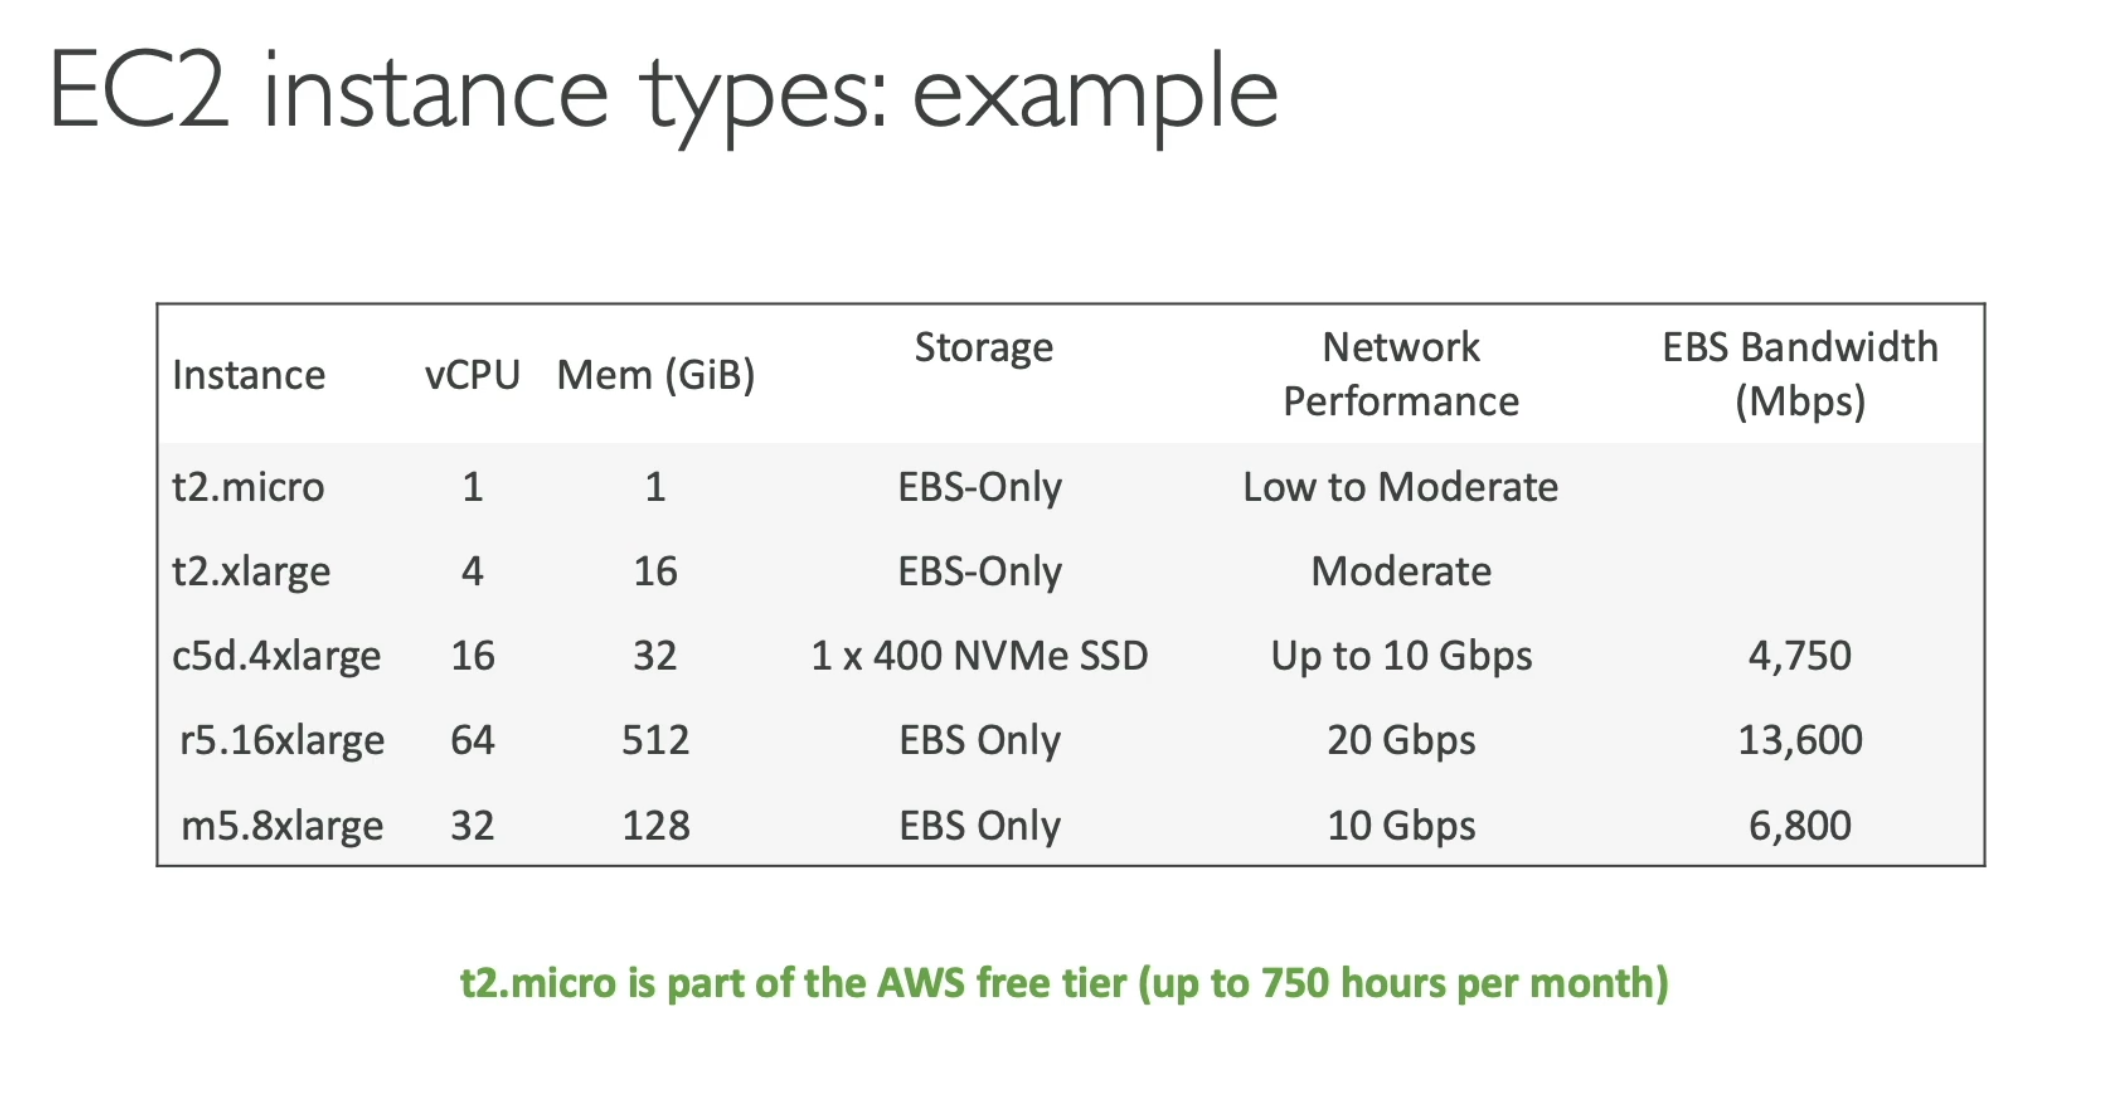 EC2 instance types: example
Instance vCPU Mem (GiB) Storage Network Performance EBS Bandwidth (Mbps)
t2.micro 1 1 EBS-Only Low to Moderate
t2.xlarge 4 16 EBS-Only Moderate
c5d.4xlarge 16 32 1 x 400 NVMe SSD Up to 10 Gbps 4,750
r5.16xlarge 64 512 EBS Only 20 Gbps 13,600
m5.8xlarge 32 128 EBS Only 10 Gbps 6,800
t2.micro is part of the AWS free tier (up to 750 hours per month)